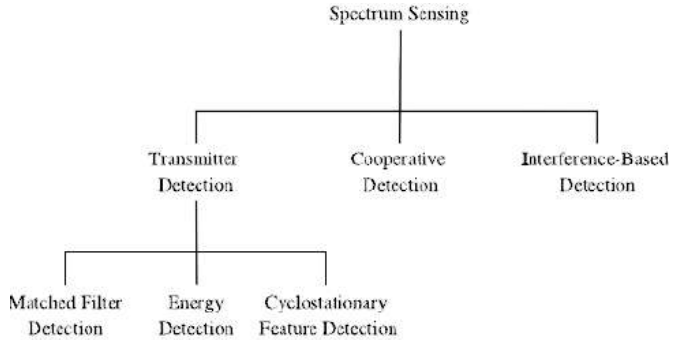 Spectrum Sensing
Transmitter
Detection
Cooperative
Detection
Interference-Based
Detection
Matched Filter
Detection
Energy
Detection
Cyclostationary
Feature Detection